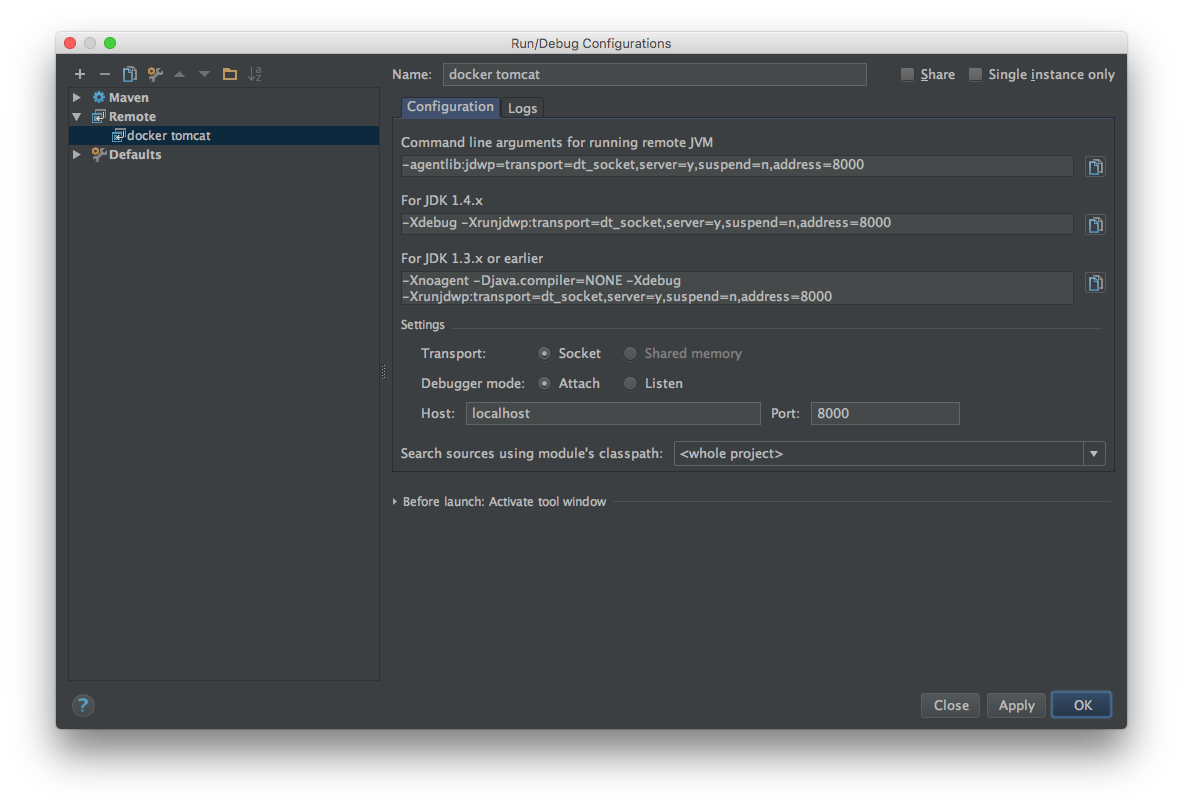 Run/Debug Configurations
Name: docker tomcat Share Single instance only
Maven
Remote
docker tomcat
Defaults
Configuration Logs
Command line arguments for running remote JVM
-agentlib:jdwp=transport=dt_socket,server=y,suspend=n,address=8000
For JDK 1.4.x
-Xdebug -Xrunjdwp:transport=dt_socket,server=y,suspend=n,address=8000
For JDK 1.3.x or earlier
-Xnoagent -Djava.compiler=NONE -Xdebug
-Xrunjdwp:transport=dt_socket,server=y,suspend=n,address=8000
Settings
Transport: Socket Shared memory
Debugger mode: Attach Listen
Host: localhost Port: 8000
Search sources using module's classpath: <whole project>
Before launch: Activate tool window
? Close Apply OK